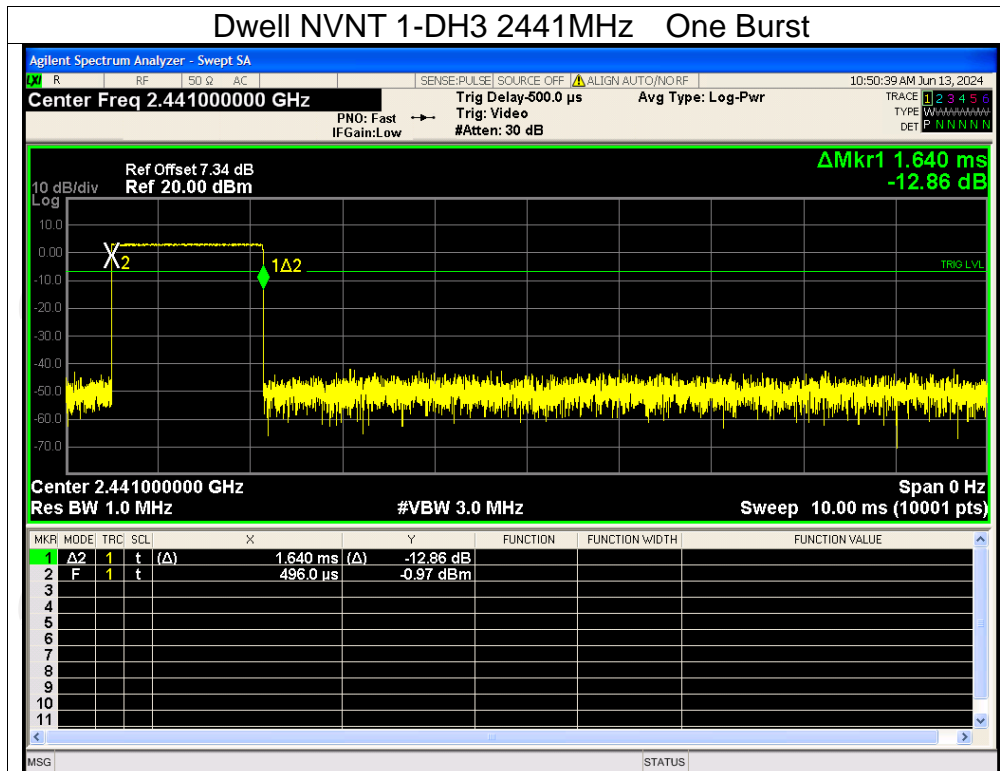 Dwell NVNT 1-DH3 2441MHz One Burst
Agilent Spectrum Analyzer - Swept SA
LXI R RF 50 Ω AC SENSE:PULSE SOURCE OFF ALIGN AUTO/NO RF 10:50:39 AM Jun 13, 2024
Center Freq 2.441000000 GHz Trig Delay-500.0 µs Avg Type: Log-Pwr TRACE 1 2 3 4 5 6
PNO: Fast Trig: Video TYPE WWWWWW
IFGain:Low #Atten: 30 dB DET P N N N N N
ΔMkr1 1.640 ms
-12.86 dB
Ref Offset 7.34 dB
10 dB/div Ref 20.00 dBm
Log
10.0
0.00
2
1Δ2
TRIG LVL
-10.0
-20.0
-30.0
-40.0
-50.0
-60.0
-70.0
Center 2.441000000 GHz Span 0 Hz
Res BW 1.0 MHz #VBW 3.0 MHz Sweep 10.00 ms (10001 pts)
MKR MODE TRC SCL X Y FUNCTION FUNCTION WIDTH FUNCTION VALUE
1 Δ2 1 t (Δ) 1.640 ms (Δ) -12.86 dB
2 F 1 t 496.0 µs -0.97 dBm
3
4
5
6
7
8
9
10
11
MSG STATUS